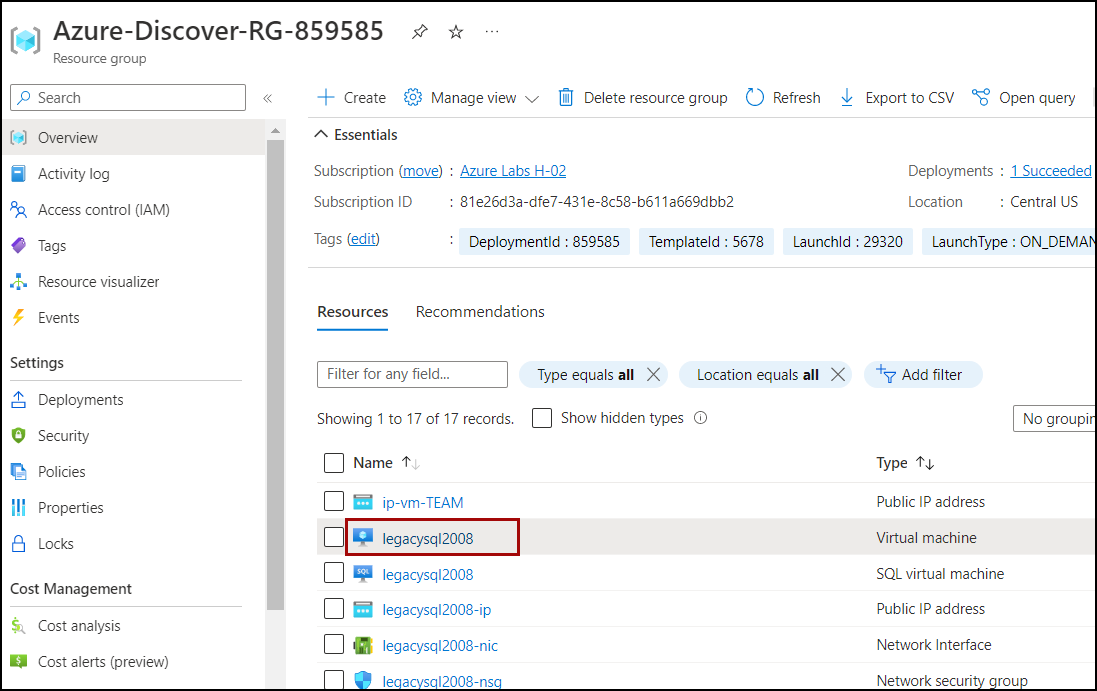 Azure-Discover-RG-859585
Resource group
Search
Overview
Activity log
Access control (IAM)
Tags
Resource visualizer
Events
Settings
Deployments
Security
Policies
Properties
Locks
Cost Management
Cost analysis
Cost alerts (preview)
Create Manage view Delete resource group Refresh Export to CSV Open query
Essentials
Subscription (move) : Azure Labs H-02 Deployments : 1 Succeeded
Subscription ID : 81e26d3a-dfe7-431e-8c58-b611a669dbb2 Location : Central US
Tags (edit) : DeploymentId : 859585 TemplateId : 5678 LaunchId : 29320 LaunchType : ON_DEMAN
Resources Recommendations
Filter for any field... Type equals all Location equals all Add filter
Showing 1 to 17 of 17 records. Show hidden types No groupin
Name Type
ip-vm-TEAM Public IP address
legacysql2008 Virtual machine
SQL legacysql2008 SQL virtual machine
legacysql2008-ip Public IP address
legacysql2008-nic Network Interface
legacysql2008-nsg Network security group